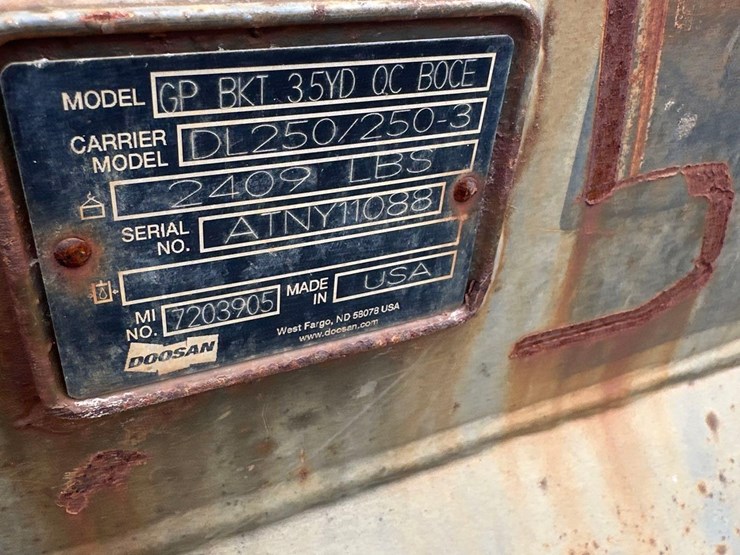 MODEL GP BKT 3.5YD QC BOCE
CARRIER MODEL DL250/250-3
2409 LBS
SERIAL NO. ATNY11088
MI NO. 7203905 MADE IN USA
DOOSAN West Fargo, ND 58078 USA
www.doosan.com
5